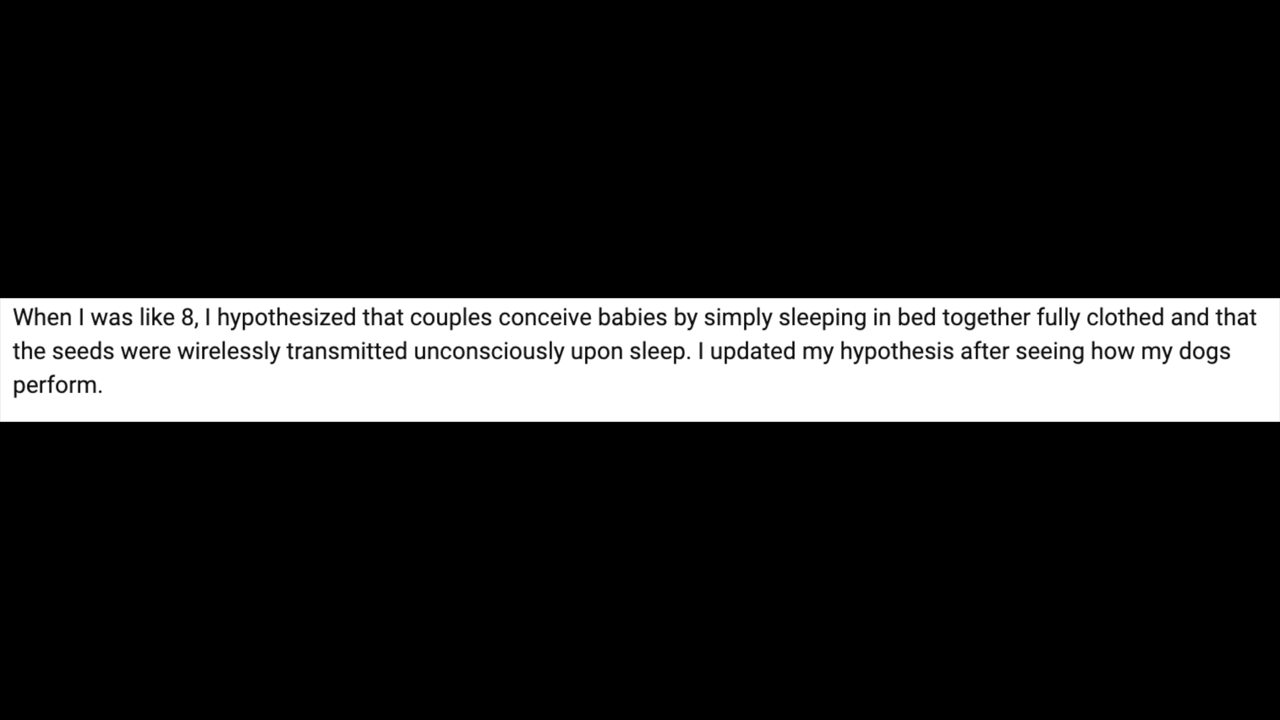 When I was like 8, I hypothesized that couples conceive babies by simply sleeping in bed together fully clothed and that
the seeds were wirelessly transmitted unconsciously upon sleep. I updated my hypothesis after seeing how my dogs
perform.